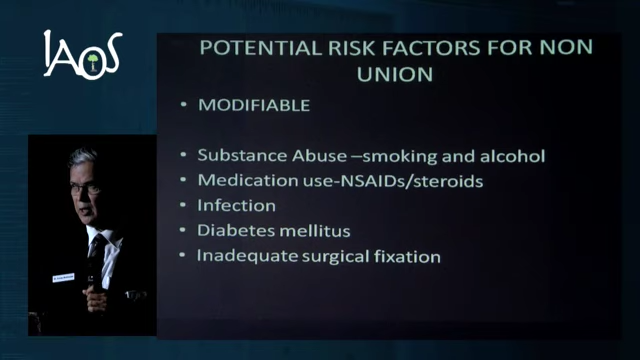 IAOS
POTENTIAL RISK FACTORS FOR NON
UNION
• MODIFIABLE
• Substance Abuse –smoking and alcohol
• Medication use-NSAIDs/steroids
• Infection
• Diabetes mellitus
• Inadequate surgical fixation